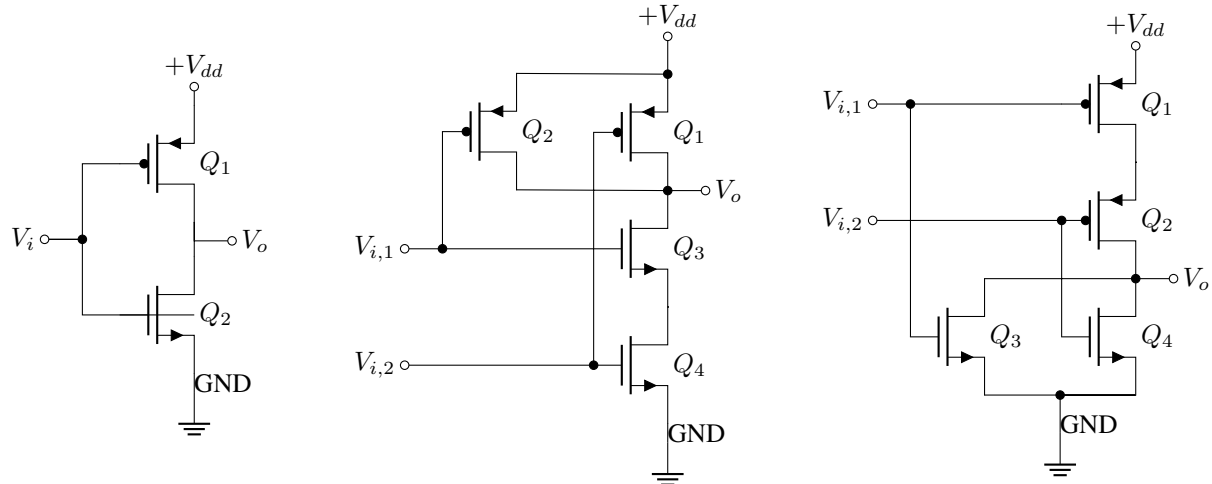 +V_dd
Q_1
V_i
V_o
Q_2
GND
+V_dd
Q_2
Q_1
V_o
V_i,1
Q_3
V_i,2
Q_4
GND
+V_dd
V_i,1
Q_1
V_i,2
Q_2
V_o
Q_3
Q_4
GND